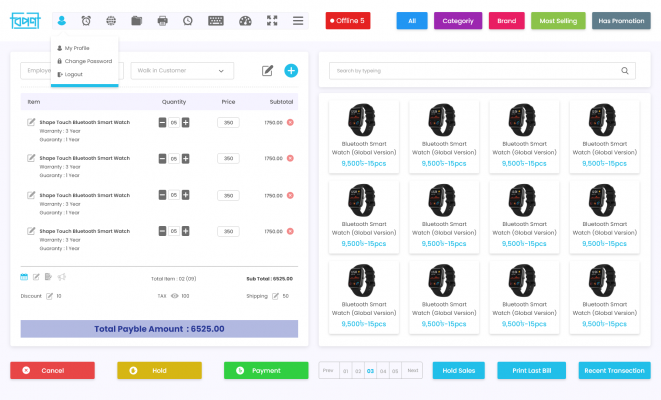 বিপণি
Offline 5
All
Categoriy
Brand
Most Selling
Has Promotion
My Profile
Change Password
Logout
Employe
Walk in Customer
Search by typeing
Item Quantity Price Subtotal
Shape Touch Bluetooth Smart Watch 05 350 1750.00
Warranty : 3 Year
Guaranty : 1 Year
Shape Touch Bluetooth Smart Watch 05 350 1750.00
Warranty : 3 Year
Guaranty : 1 Year
Shape Touch Bluetooth Smart Watch 05 350 1750.00
Warranty : 3 Year
Guaranty : 1 Year
Shape Touch Bluetooth Smart Watch 05 350 1750.00
Warranty : 3 Year
Guaranty : 1 Year
Total Item : 02 (19) Sub Total : 6525.00
Discount 10 TAX 100 Shipping 50
Total Payble Amount : 6525.00
Bluetooth Smart
Watch (Global Version)
9,500৳-15pcs
Bluetooth Smart
Watch (Global Version)
9,500৳-15pcs
Bluetooth Smart
Watch (Global Version)
9,500৳-15pcs
Bluetooth Smart
Watch (Global Version)
9,500৳-15pcs
Bluetooth Smart
Watch (Global Version)
9,500৳-15pcs
Bluetooth Smart
Watch (Global Version)
9,500৳-15pcs
Bluetooth Smart
Watch (Global Version)
9,500৳-15pcs
Bluetooth Smart
Watch (Global Version)
9,500৳-15pcs
Bluetooth Smart
Watch (Global Version)
9,500৳-15pcs
Bluetooth Smart
Watch (Global Version)
9,500৳-15pcs
Bluetooth Smart
Watch (Global Version)
9,500৳-15pcs
Bluetooth Smart
Watch (Global Version)
9,500৳-15pcs
Cancel
Hold
Payment
Prev 01 02 03 04 05 Next
Hold Sales
Print Last Bill
Recent Transection